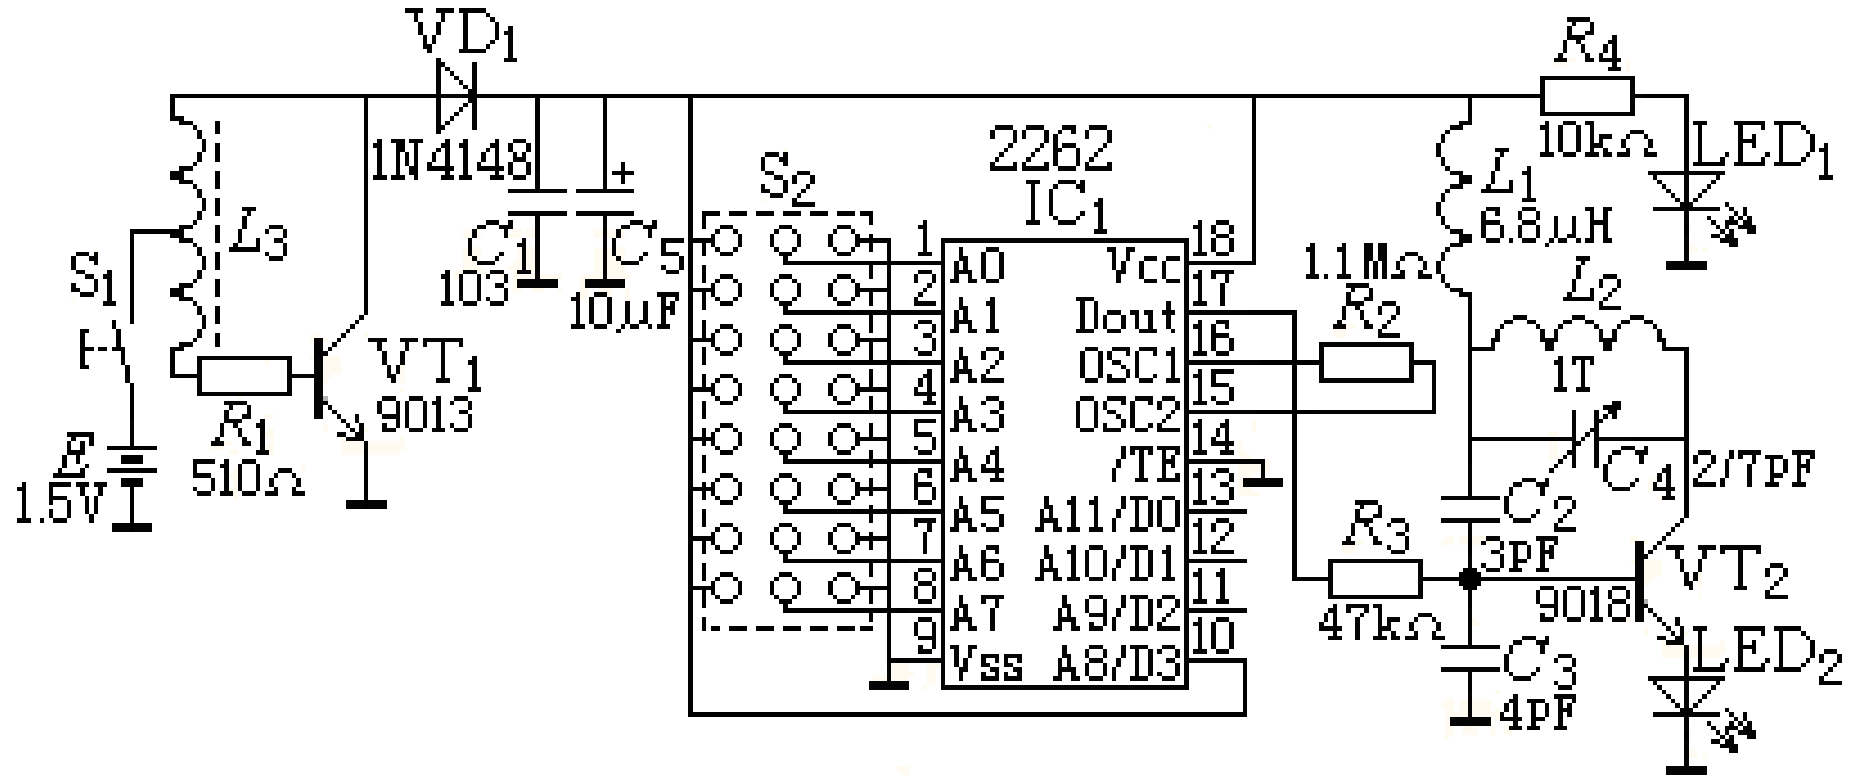 VD1
1N4148
L3
S1
E
1.5V
R1
510Ω
VT1
9013
C1
103
+
C5
10μF
S2
2262
IC1
1 A0
2 A1
3 A2
4 A3
5 A4
6 A5
7 A6
8 A7
9 Vss
Vcc 18
Dout 17
OSC1 16
OSC2 15
/TE 14
A11/D0 13
A10/D1 12
A9/D2 11
A8/D3 10
1.1MΩ
R2
R3
47kΩ
L1
6.8μH
R4
10kΩ
LED1
L2
1T
C4
2/7pF
C2
3pF
9018
VT2
C3
4pF
LED2